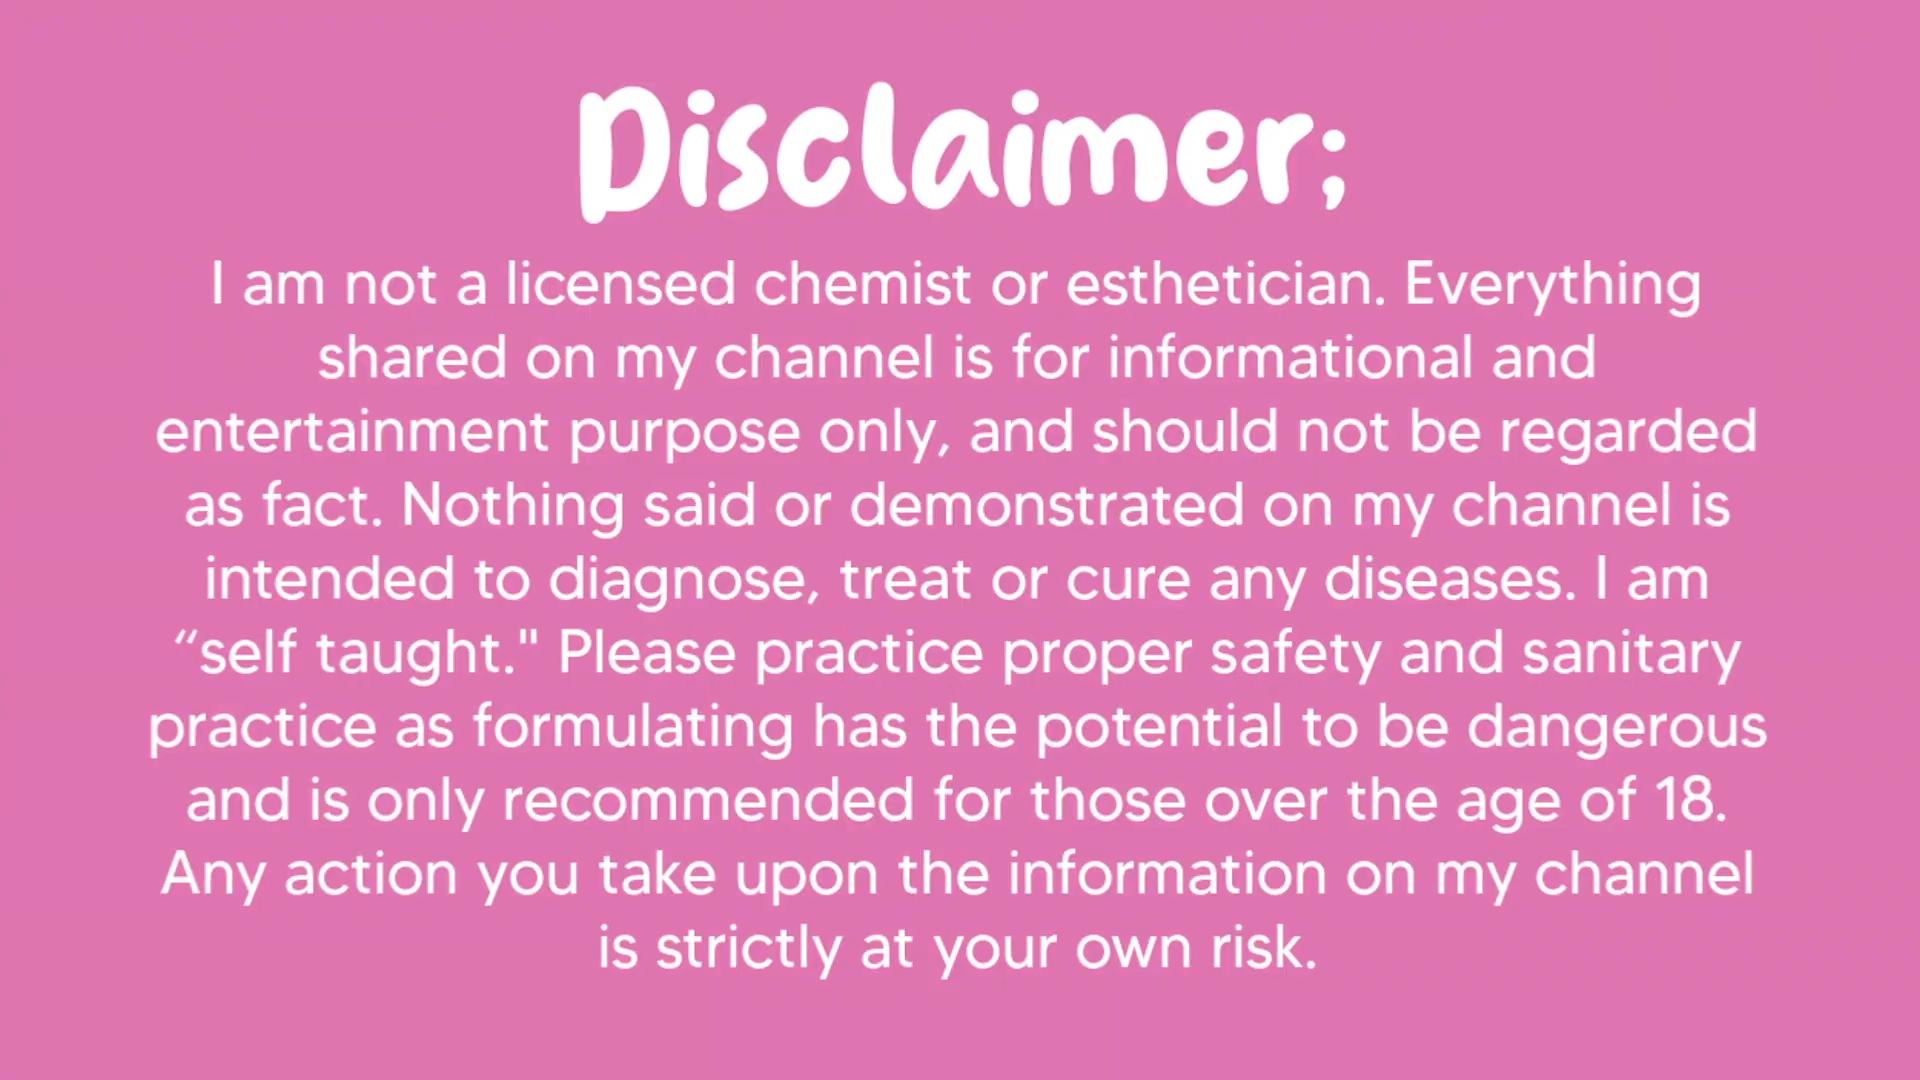 Disclaimer;
I am not a licensed chemist or esthetician. Everything
shared on my channel is for informational and
entertainment purpose only, and should not be regarded
as fact. Nothing said or demonstrated on my channel is
intended to diagnose, treat or cure any diseases. I am
“self taught." Please practice proper safety and sanitary
practice as formulating has the potential to be dangerous
and is only recommended for those over the age of 18.
Any action you take upon the information on my channel
is strictly at your own risk.